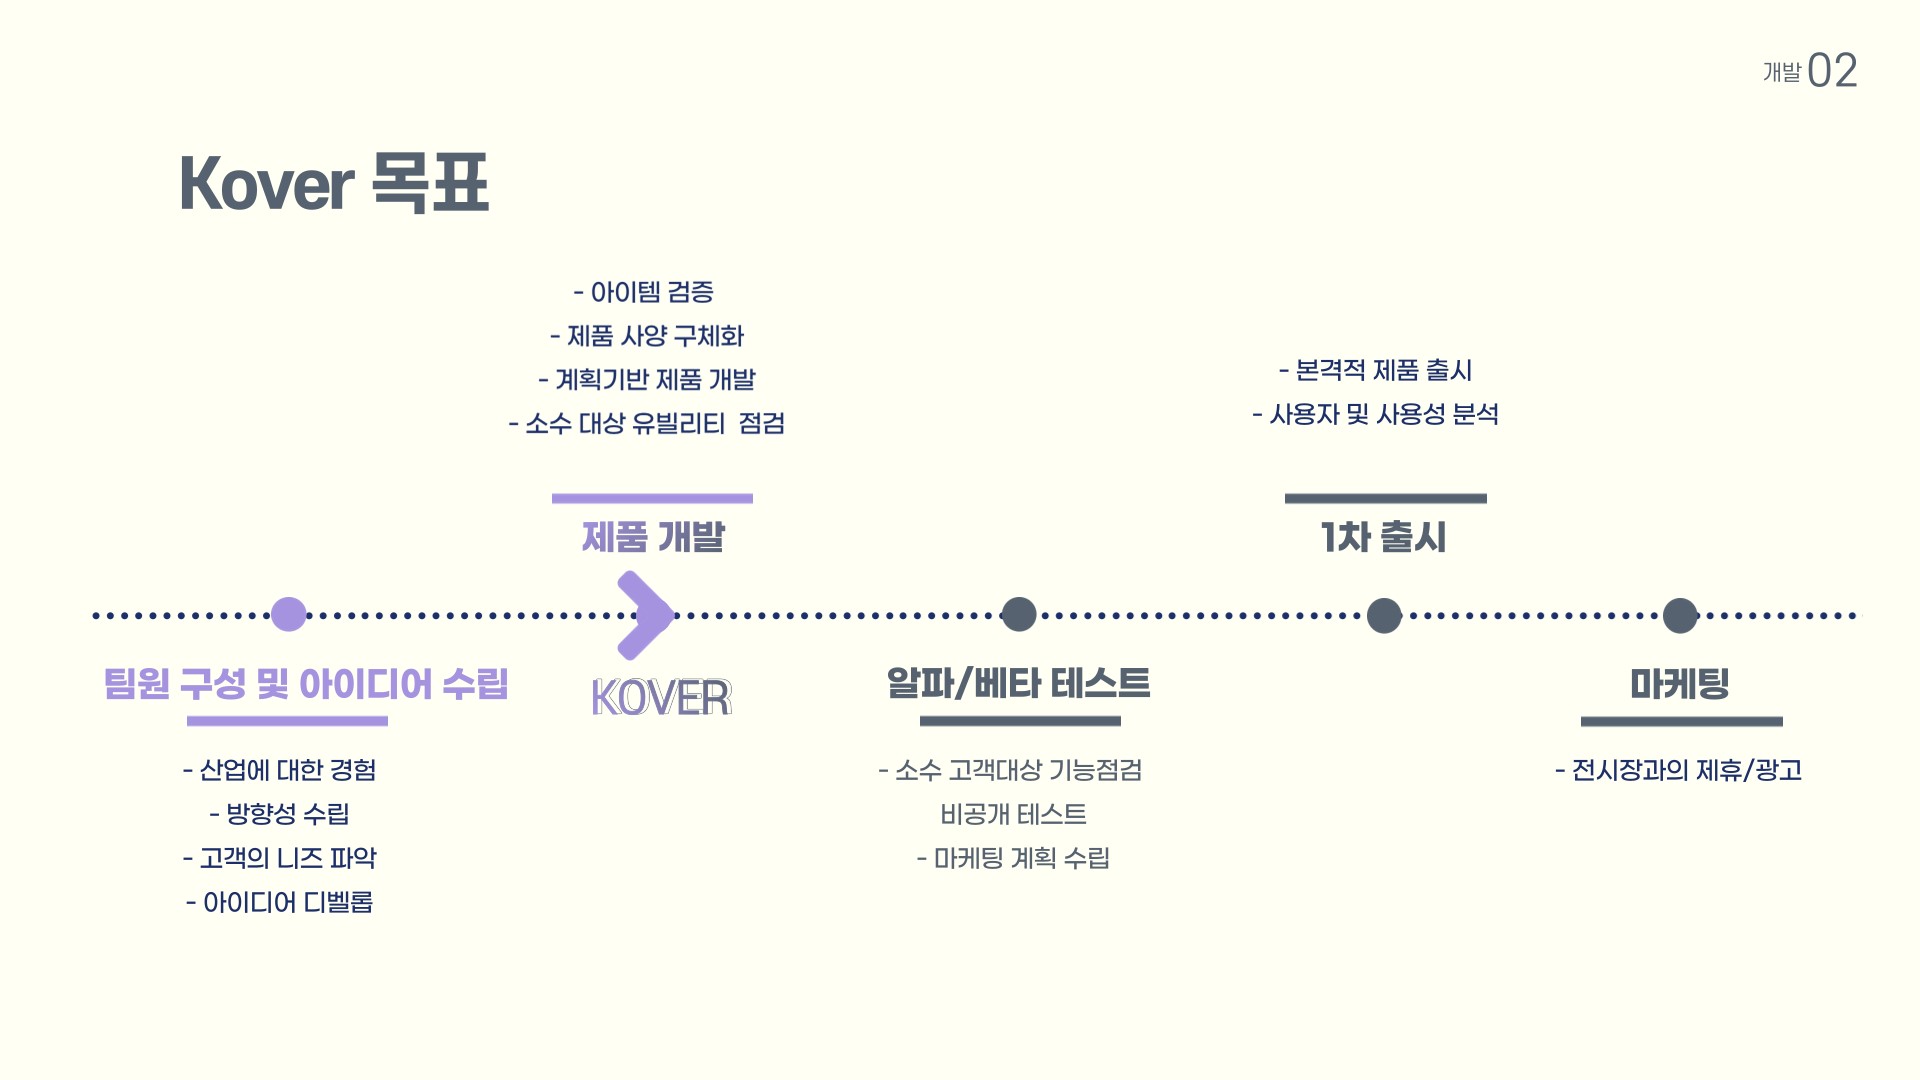 개발 02
Kover 목표
- 아이템 검증
- 제품 사양 구체화
- 계획기반 제품 개발
- 소수 대상 유빌리티 점검
제품 개발
- 본격적 제품 출시
- 사용자 및 사용성 분석
1차 출시
팀원 구성 및 아이디어 수립
- 산업에 대한 경험
- 방향성 수립
- 고객의 니즈 파악
- 아이디어 디벨롭
KOVER
알파/베타 테스트
- 소수 고객대상 기능점검
비공개 테스트
- 마케팅 계획 수립
마케팅
- 전시장과의 제휴/광고